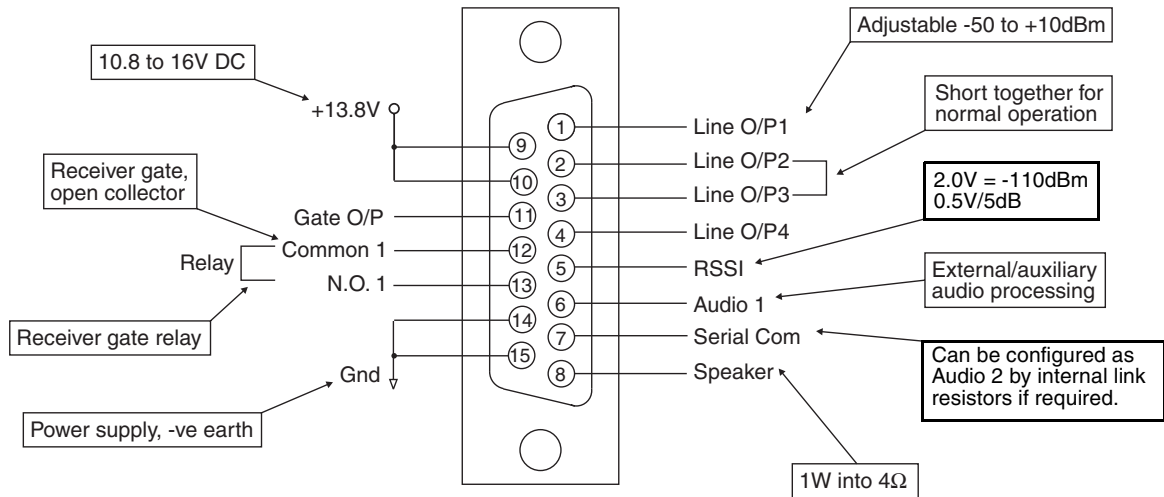 Adjustable -50 to +10dBm
10.8 to 16V DC
+13.8V
Short together for
normal operation
1
Line O/P1
9
2
Line O/P2
Receiver gate,
open collector
10
3
Line O/P3
2.0V = -110dBm
0.5V/5dB
Gate O/P
11
4
Line O/P4
Relay
Common 1
12
5
RSSI
N.O. 1
13
6
Audio 1
External/auxiliary
audio processing
Receiver gate relay
14
7
Serial Com
15
Can be configured as
Audio 2 by internal link
resistors if required.
Gnd
8
Speaker
Power supply, -ve earth
1W into 4Ω